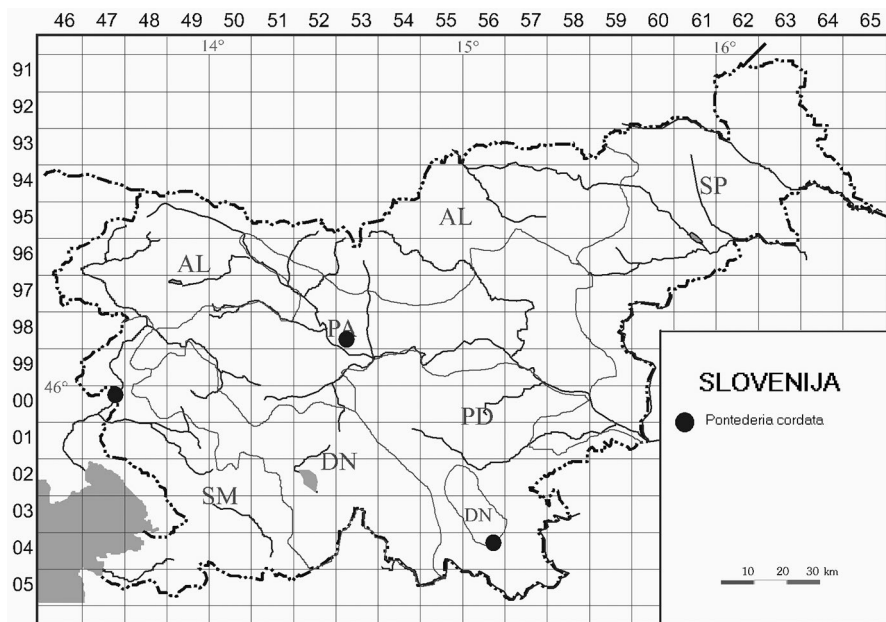 46 47 48 49 50 51 52 53 54 55 56 57 58 59 60 61 62 63 64 65
14° 15° 16°
91
92
93
94
SP
95
AL
96
AL
97
98
PA
99
46°
00
SLOVENIJA
Pontederia cordata
PD
01
DN
02
SM
03
DN
04
05
10 20 30 km